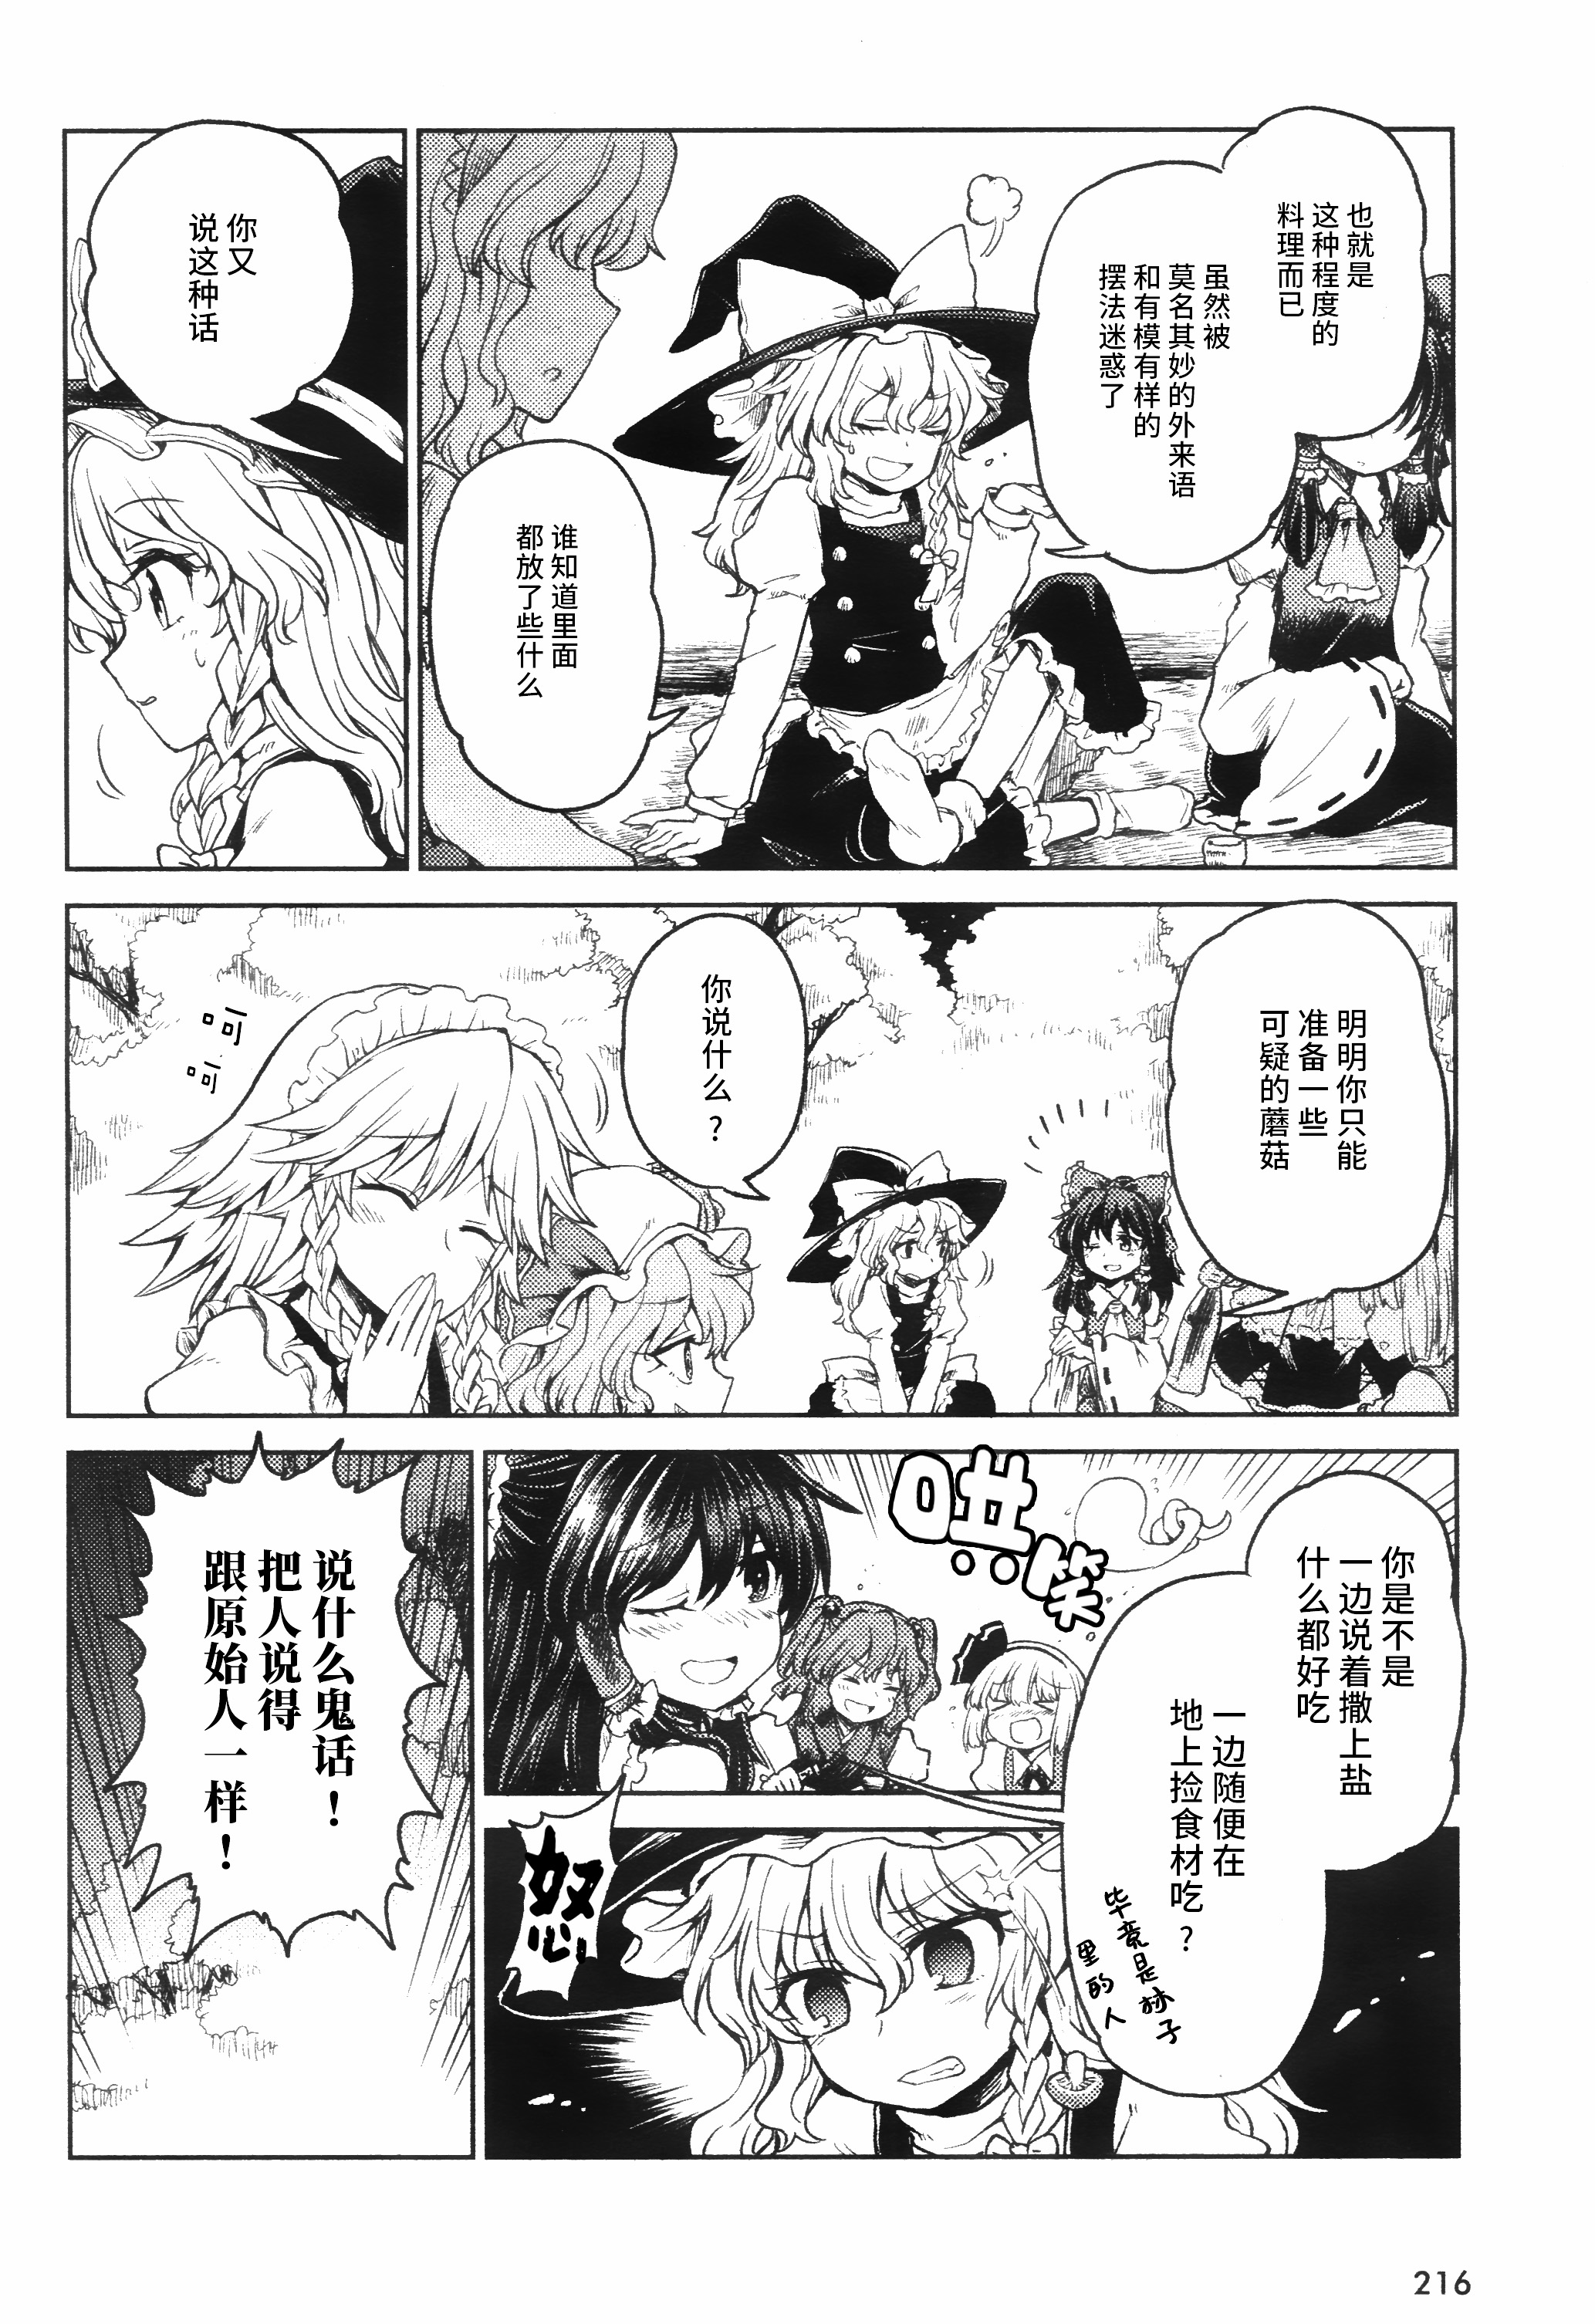 也就是
这种程度的
料理而已
虽然被
莫名其妙的外来语
和有模有样的
摆法迷惑了
谁知道里面
都放了些什么
你又
说这种话
明明你只能
准备一些
可疑的蘑菇
你说什么?
呵
呵
你是不是
一边说着撒上盐
什么都好吃
一边随便在
地上捡食材吃?
毕竟是林子
里的人
哄笑
怒
说什么鬼话!
把人说得
跟原始人一样!
216